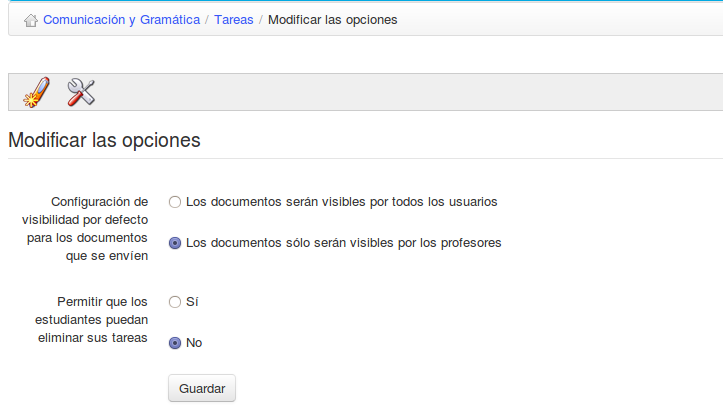 Comunicación y Gramática / Tareas / Modificar las opciones
Modificar las opciones
Configuración de
visibilidad por defecto
para los documentos
que se envíen
Los documentos serán visibles por todos los usuarios
Los documentos sólo serán visibles por los profesores
Permitir que los
estudiantes puedan
eliminar sus tareas
Sí
No
Guardar